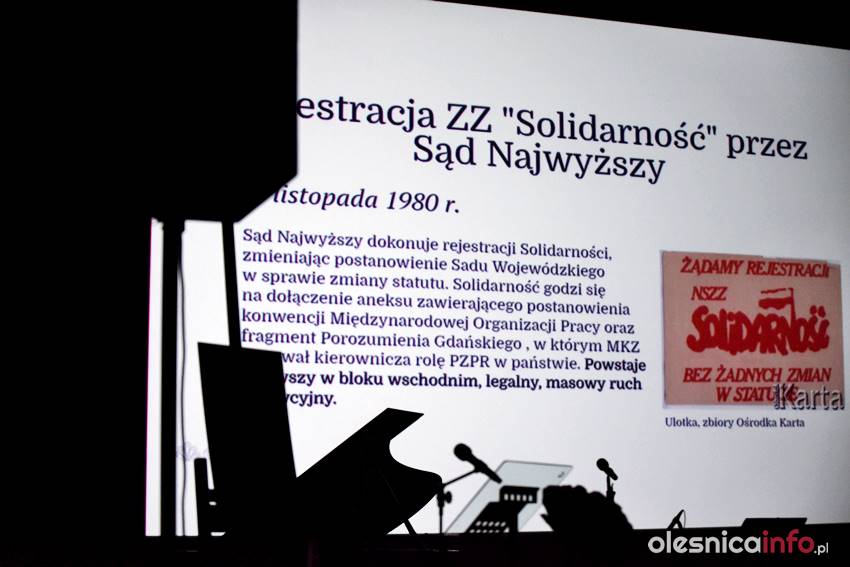 estracja ZZ "Solidarność" przez
Sąd Najwyższy
listopada 1980 r.
Sąd Najwyższy dokonuje rejestracji Solidarności,
zmieniając postanowienie Sadu Wojewódzkiego
w sprawie zmiany statutu. Solidarność godzi się
na dołączenie aneksu zawierającego postanowienia
konwencji Międzynarodowej Organizacji Pracy oraz
fragment Porozumienia Gdańskiego , w którym MKZ
wał kierownicza rolę PZPR w państwie. Powstaje
wszy w bloku wschodnim, legalny, masowy ruch
ycyjny.
ŻĄDAMY REJESTRACJI
NSZZ
SOLIDARNOŚĆ
BEZ ŻADNYCH ZMIAN
W STATUCIE
Karta
Ulotka, zbiory Ośrodka Karta
olesnicainfo.pl